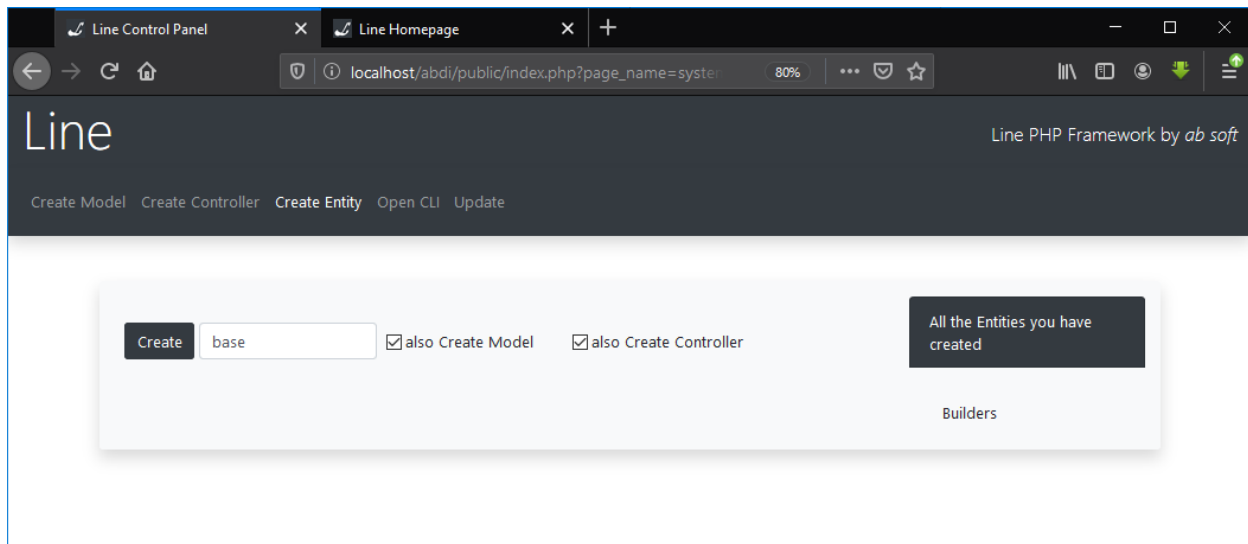 Line Control Panel
Line Homepage
localhost/abdi/public/index.php?page_name=system
80%
Line
Line PHP Framework by ab soft
Create Model Create Controller Create Entity Open CLI Update
Create base also Create Model also Create Controller
All the Entities you have
created
Builders